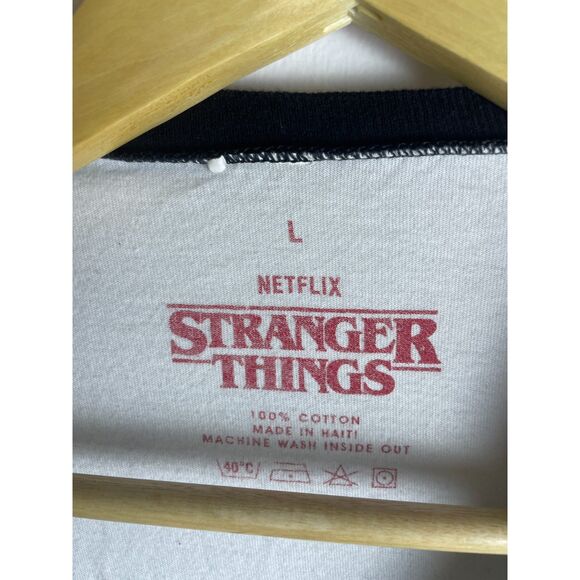 L
NETFLIX
STRANGER
THINGS
100% COTTON
MADE IN HAITI
MACHINE WASH INSIDE OUT
40°C